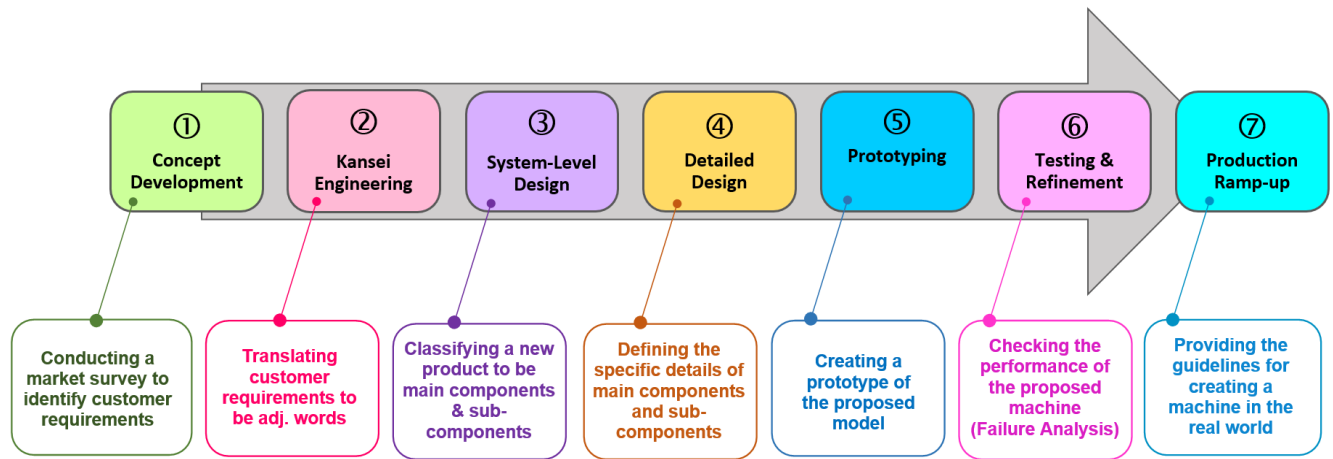 ①
Concept
Development
②
Kansei
Engineering
③
System-Level
Design
④
Detailed
Design
⑤
Prototyping
⑥
Testing &
Refinement
⑦
Production
Ramp-up
Conducting a
market survey to
identify customer
requirements
Translating
customer
requirements to
be adj. words
Classifying a new
product to be
main components
& sub-
components
Defining the
specific details of
main components
and sub-
components
Creating a
prototype of
the proposed
model
Checking the
performance of
the proposed
machine
(Failure Analysis)
Providing the
guidelines for
creating a
machine in the
real world